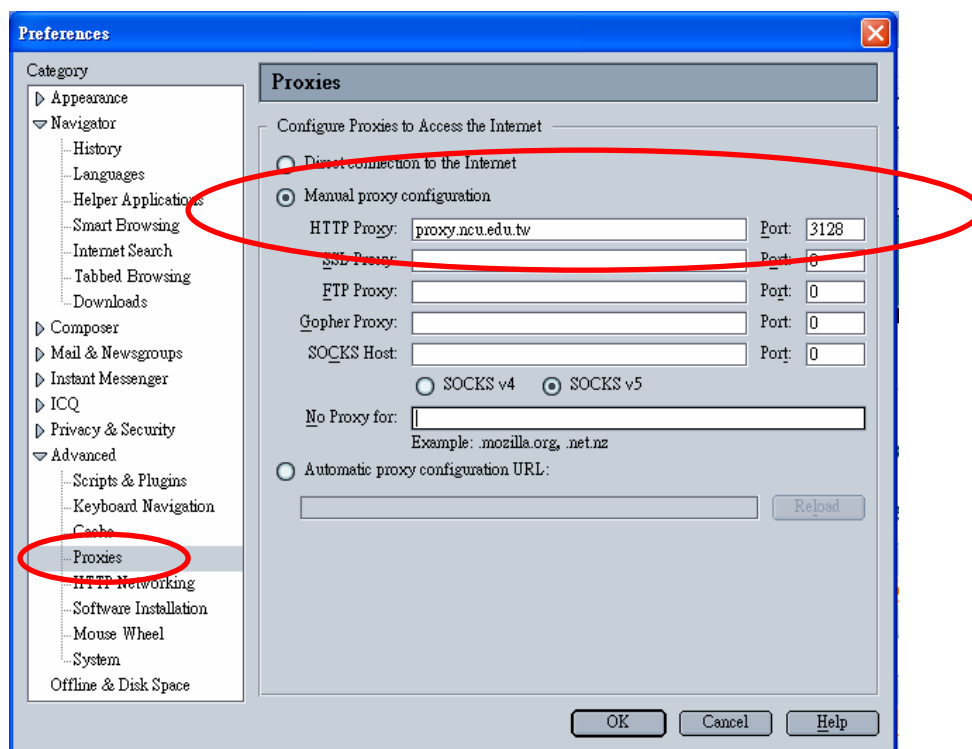 Preferences
Category
Appearance
Navigator
History
Languages
Helper Applications
Smart Browsing
Internet Search
Tabbed Browsing
Downloads
Composer
Mail & Newsgroups
Instant Messenger
ICQ
Privacy & Security
Advanced
Scripts & Plugins
Keyboard Navigation
Cache
Proxies
HTTP Networking
Software Installation
Mouse Wheel
System
Offline & Disk Space
Proxies
Configure Proxies to Access the Internet
Direct connection to the Internet
Manual proxy configuration
HTTP Proxy: proxy.ncu.edu.tw Port: 3128
SSL Proxy: Port: 0
FTP Proxy: Port: 0
Gopher Proxy: Port: 0
SOCKS Host: Port: 0
SOCKS v4 SOCKS v5
No Proxy for:
Example: .mozilla.org, .net.nz
Automatic proxy configuration URL:
Reload
OK Cancel Help